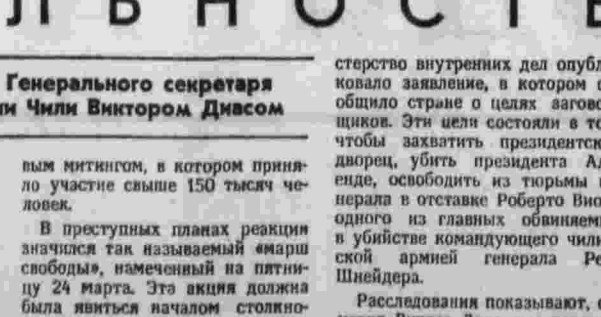 ЛЬНОСТЬ
Генерального секретаря
Чили Виктором Диасом
вым митингом, в котором приня-
ло участие свыше 150 тысяч че-
ловек.
В преступных планах реакции
значился так называемый «марш
свободы», намеченный на пятни-
цу 24 марта. Эта акция должна
была явиться началом столкно-
стерство внутренних дел опубл
ковало заявление, в котором с
общило стране о целях загово
щиков. Эти цели состояли в то
чтобы захватить президентск
дворец, убить президента Ал
енде, освободить из тюрьмы
нерала в отставке Роберто Вио
одного из главных обвиняем
в убийстве командующего чили
ской армией генерала Ре
Шнейдера.
Расследования показывают,